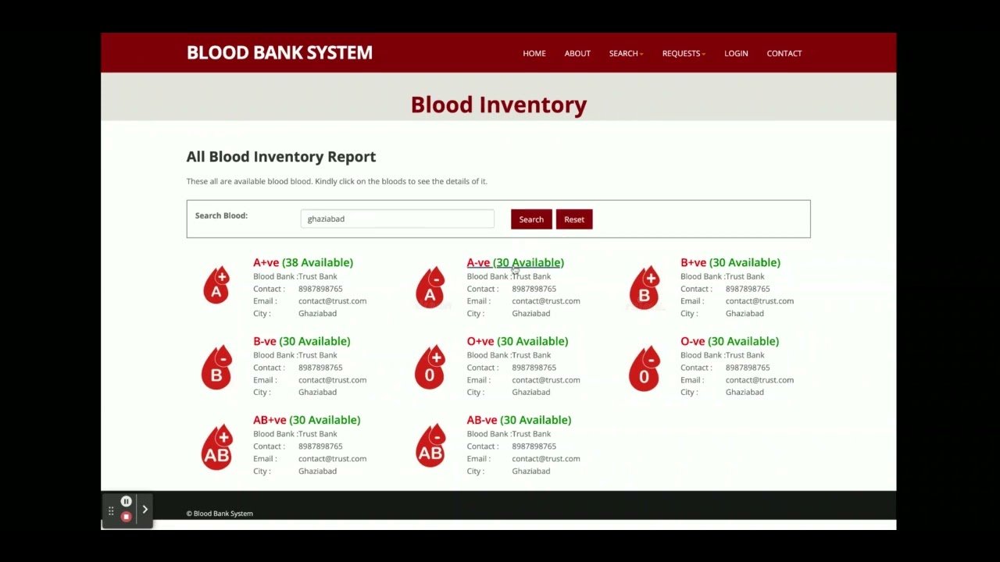 BLOOD BANK SYSTEM
HOME ABOUT SEARCH REQUESTS LOGIN CONTACT
Blood Inventory
All Blood Inventory Report
These all are available blood blood. Kindly click on the bloods to see the details of it.
Search Blood: ghaziabad Search Reset
A+ve (38 Available)
Blood Bank :Trust Bank
Contact : 8987898765
Email : contact@trust.com
City : Ghaziabad
+
A
A-ve (30 Available)
Blood Bank :Trust Bank
Contact : 8987898765
Email : contact@trust.com
City : Ghaziabad
-
A
B+ve (30 Available)
Blood Bank :Trust Bank
Contact : 8987898765
Email : contact@trust.com
City : Ghaziabad
+
B
B-ve (30 Available)
Blood Bank :Trust Bank
Contact : 8987898765
Email : contact@trust.com
City : Ghaziabad
-
B
O+ve (30 Available)
Blood Bank :Trust Bank
Contact : 8987898765
Email : contact@trust.com
City : Ghaziabad
+
0
O-ve (30 Available)
Blood Bank :Trust Bank
Contact : 8987898765
Email : contact@trust.com
City : Ghaziabad
-
0
AB+ve (30 Available)
Blood Bank :Trust Bank
Contact : 8987898765
Email : contact@trust.com
City : Ghaziabad
+
AB
AB-ve (30 Available)
Blood Bank :Trust Bank
Contact : 8987898765
Email : contact@trust.com
City : Ghaziabad
-
AB
© Blood Bank System